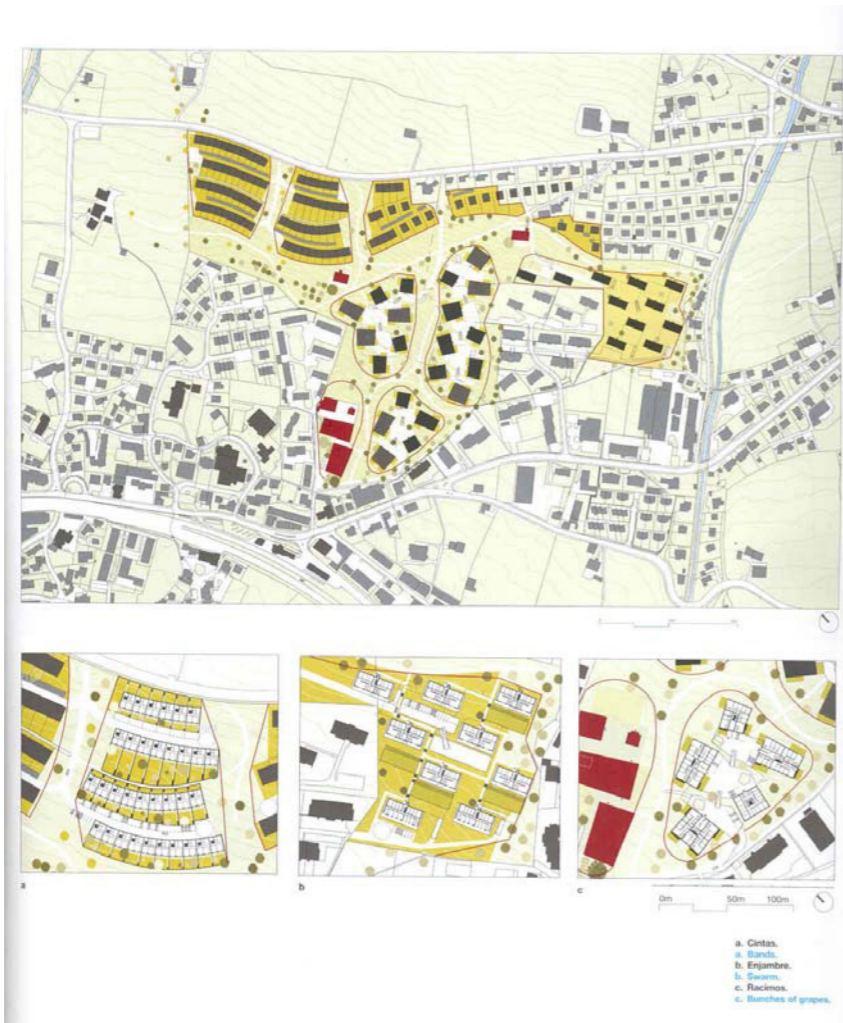 a
b
c
0m 50m 100m
a. Cintas.
a. Bands.
b. Enjambre.
b. Swarm.
c. Racimos.
c. Bunches of grapes.